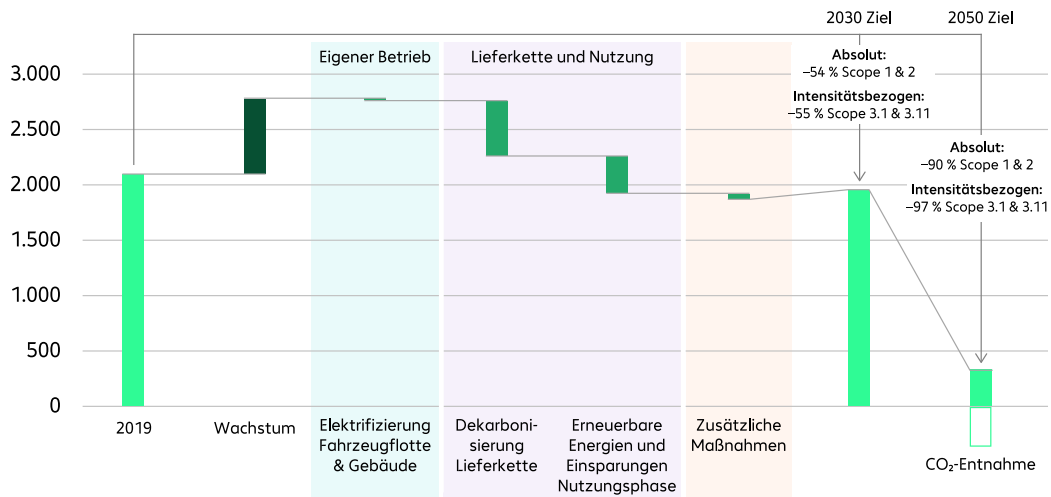 2030 Ziel
2050 Ziel
Eigener Betrieb
Lieferkette und Nutzung
Absolut:
–54 % Scope 1 & 2
Intensitätsbezogen:
–55 % Scope 3.1 & 3.11
Absolut:
–90 % Scope 1 & 2
Intensitätsbezogen:
–97 % Scope 3.1 & 3.11
3.000
2.500
2.000
1.500
1.000
500
0
2019
Wachstum
Elektrifizierung
Fahrzeugflotte
& Gebäude
Dekarboni-
sierung
Lieferkette
Erneuerbare
Energien und
Einsparungen
Nutzungsphase
Zusätzliche
Maßnahmen
CO₂-Entnahme